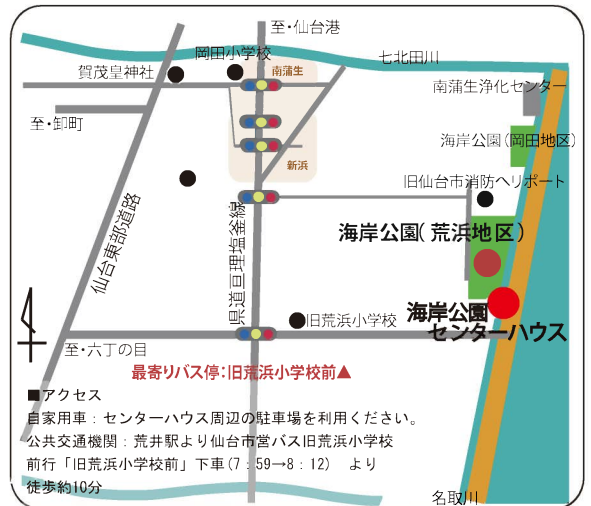 至・仙台港
岡田小学校
七北田川
賀茂皇神社
南蒲生
南蒲生浄化センター
至・卸町
海岸公園(岡田地区)
新浜
旧仙台市消防ヘリポート
仙台東部道路
県道亘理塩釜線
海岸公園(荒浜地区)
海岸公園
センターハウス
旧荒浜小学校
至・六丁の目
最寄りバス停:旧荒浜小学校前▲
■アクセス
自家用車：センターハウス周辺の駐車場を利用ください。
公共交通機関：荒井駅より仙台市営バス旧荒浜小学校
前行「旧荒浜小学校前」下車(7：59→8：12)　より
徒歩約10分
名取川